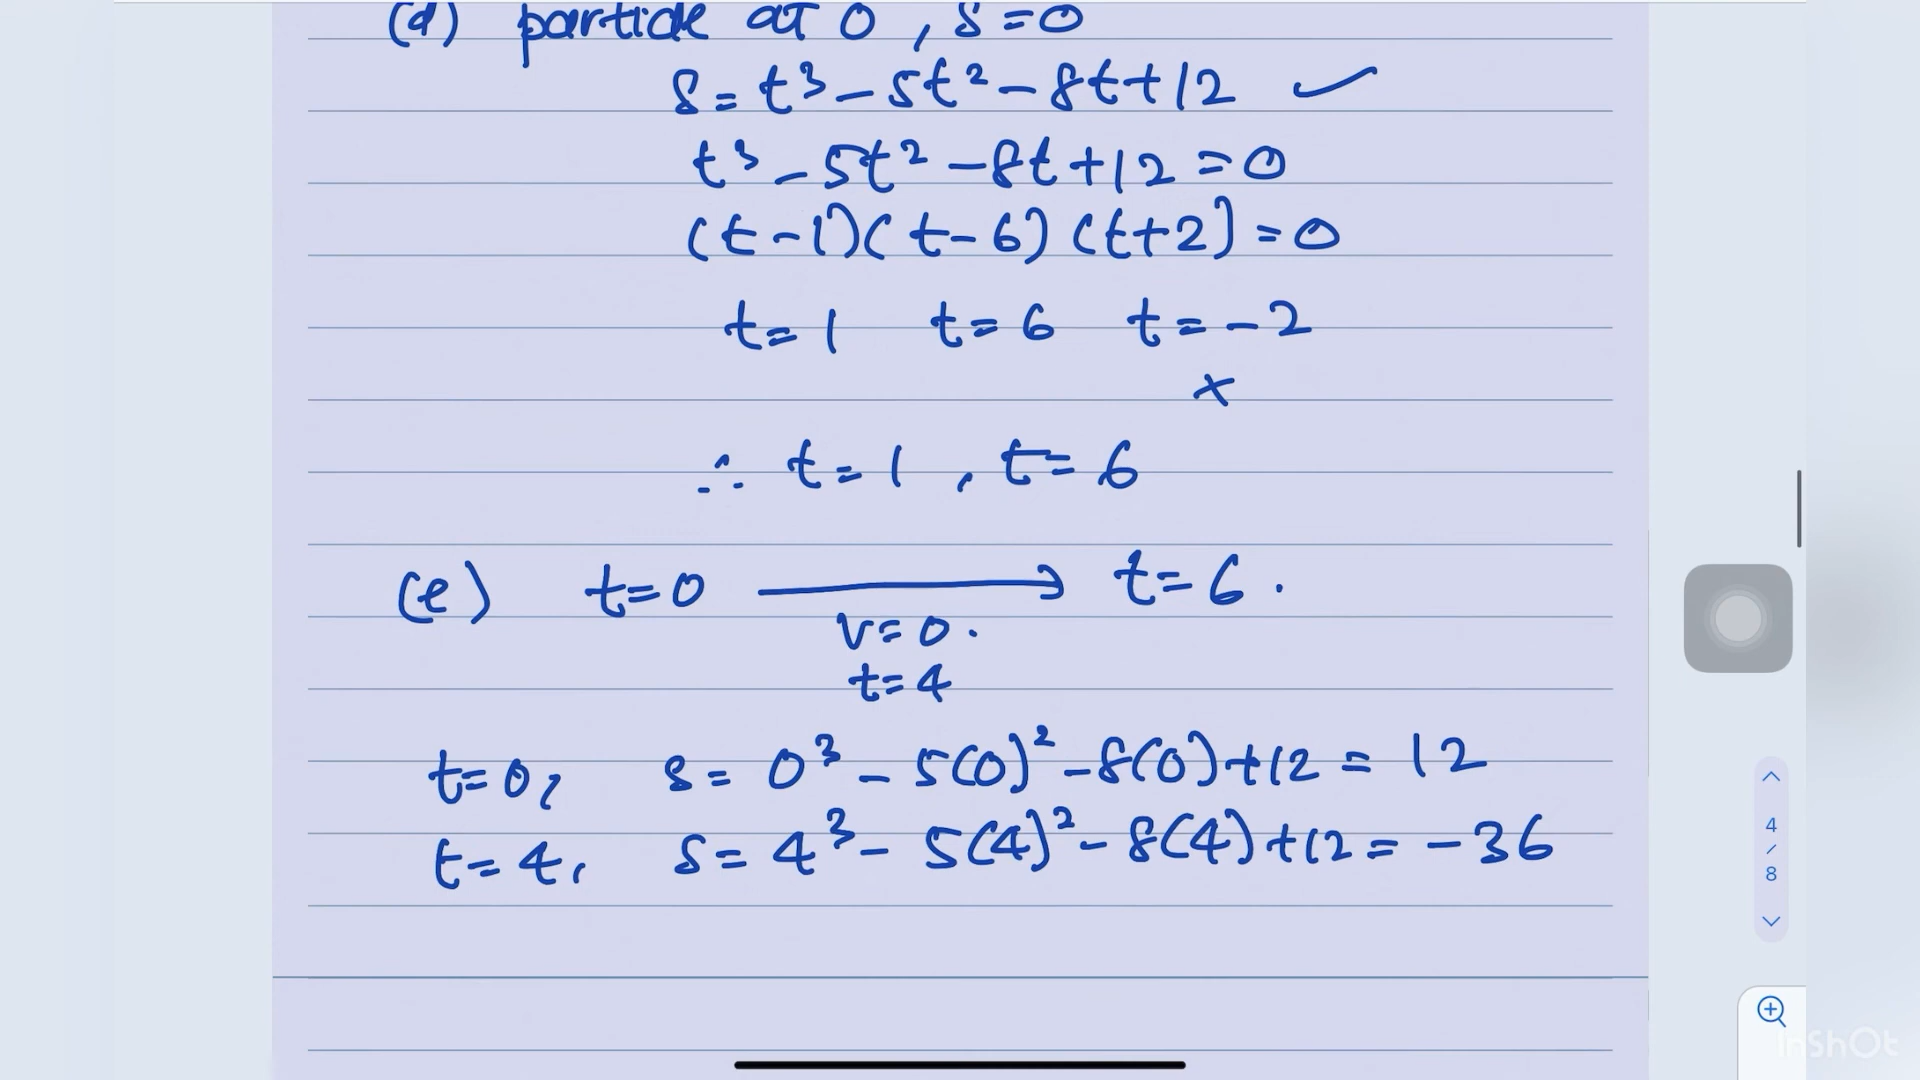 (d) particle at O , s=0
s = t³ - 5t² - 8t + 12 ✓
t³ - 5t² - 8t + 12 = 0
(t-1)(t-6)(t+2) = 0
t = 1 t = 6 t = -2
×
∴ t = 1 , t = 6
(e) t=0 ⟶ t=6 .
v=0.
t=4
t=0, s = 0³ - 5(0)² - 8(0) + 12 = 12
t=4, s = 4³ - 5(4)² - 8(4) + 12 = -36
4
/
8
InShOt